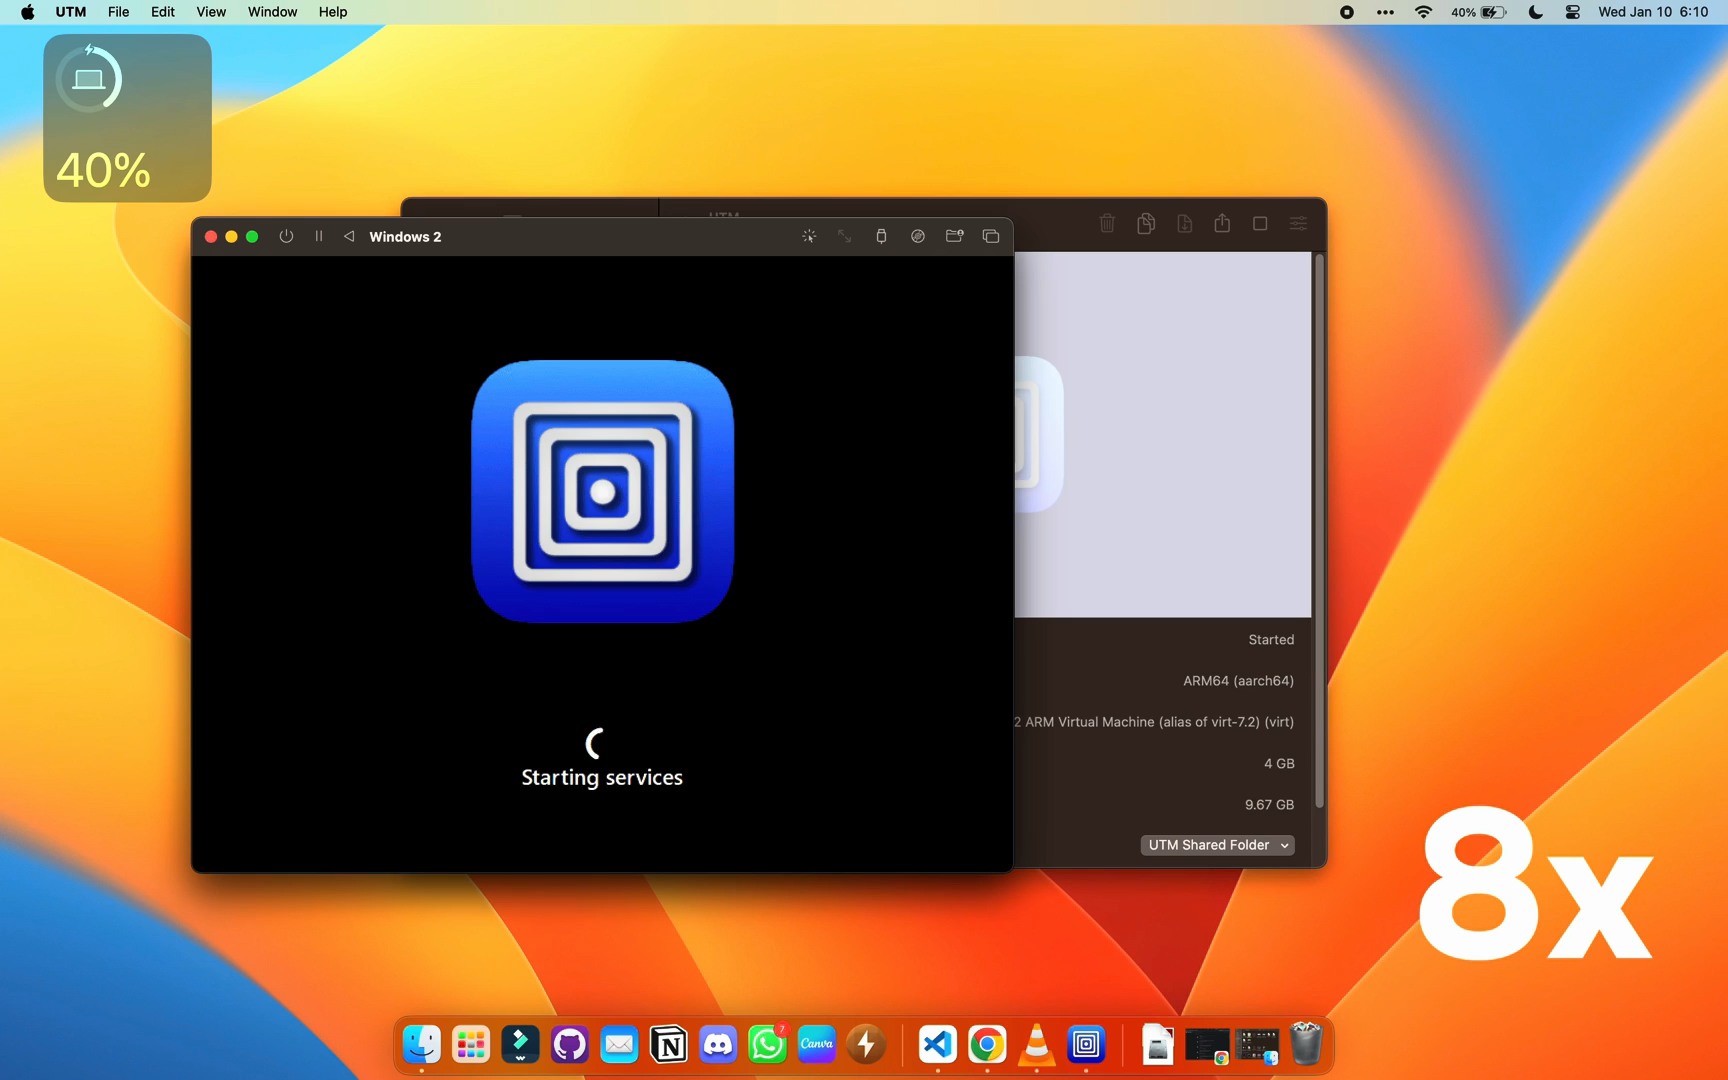 UTM File Edit View Window Help
40% Wed Jan 10 6:10
40%
Windows 2
Started
ARM64 (aarch64)
2 ARM Virtual Machine (alias of virt-7.2) (virt)
4 GB
9.67 GB
UTM Shared Folder
Starting services
8x
7
Canva